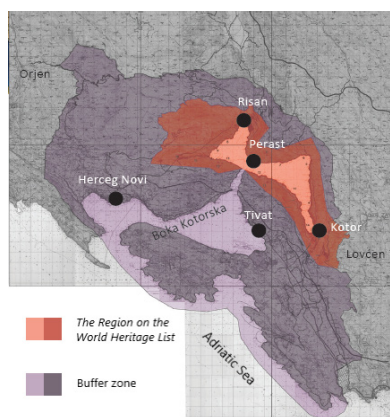 Orjen
Risan
Perast
Herceg Novi
Boka Kotorska
Tivat
Kotor
Lovćen
The Region on the
World Heritage List
Adriatic Sea
Buffer zone